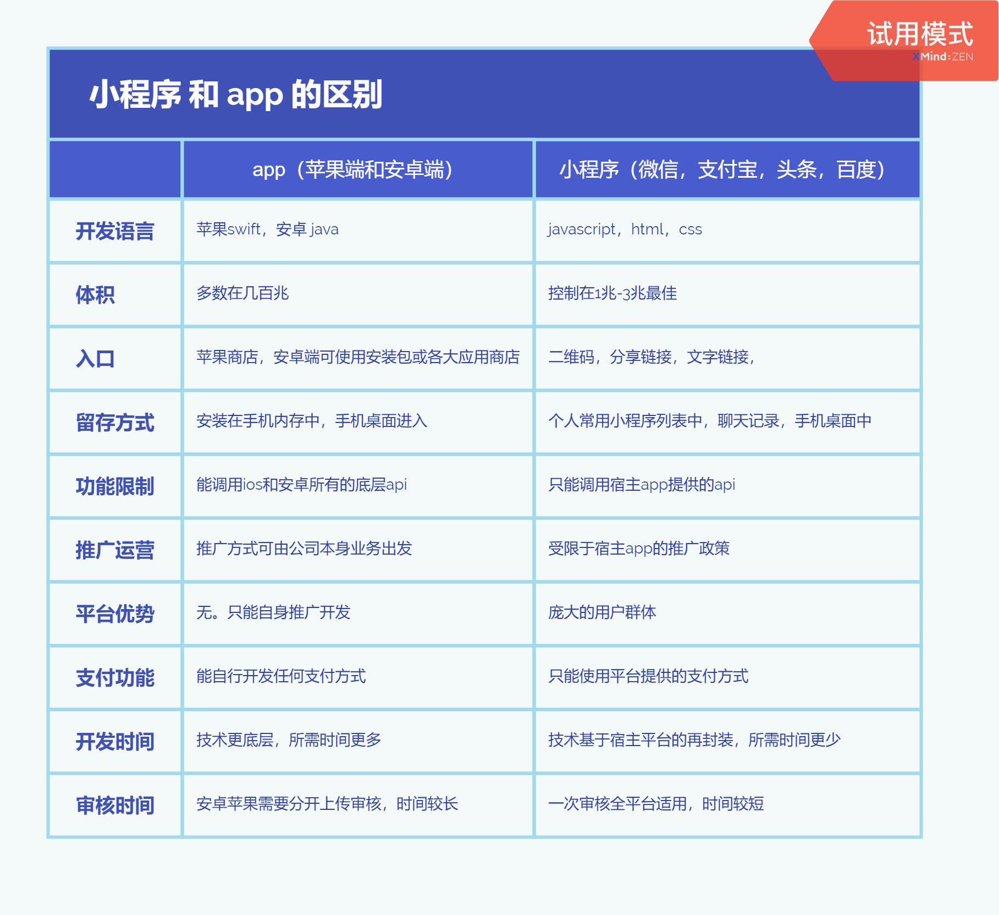 试用模式
XMind:ZEN
小程序 和 app 的区别
app（苹果端和安卓端）
小程序（微信，支付宝，头条，百度）
开发语言
苹果swift，安卓 java
javascript，html，css
体积
多数在几百兆
控制在1兆-3兆最佳
入口
苹果商店，安卓端可使用安装包或各大应用商店
二维码，分享链接，文字链接，
留存方式
安装在手机内存中，手机桌面进入
个人常用小程序列表中，聊天记录，手机桌面中
功能限制
能调用ios和安卓所有的底层api
只能调用宿主app提供的api
推广运营
推广方式可由公司本身业务出发
受限于宿主app的推广政策
平台优势
无。只能自身推广开发
庞大的用户群体
支付功能
能自行开发任何支付方式
只能使用平台提供的支付方式
开发时间
技术更底层，所需时间更多
技术基于宿主平台的再封装，所需时间更少
审核时间
安卓苹果需要分开上传审核，时间较长
一次审核全平台适用，时间较短